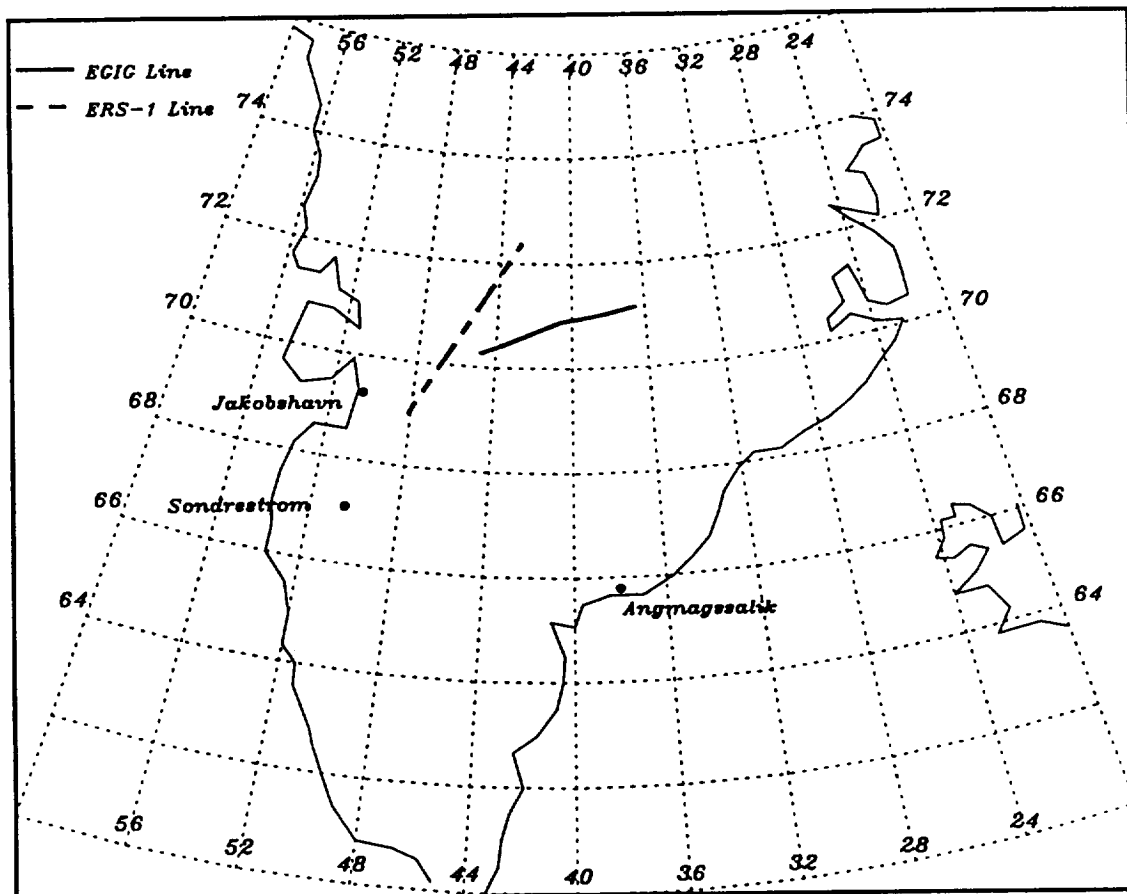 56 52 48 44 40 36 32 28 24
EGIG Line
ERS-1 Line
74 74
72 72
70 70
Jakobshavn
68 68
Sondrestrom
66 66
Angmagssalik
64 64
56 52 48 44 40 36 32 28 24